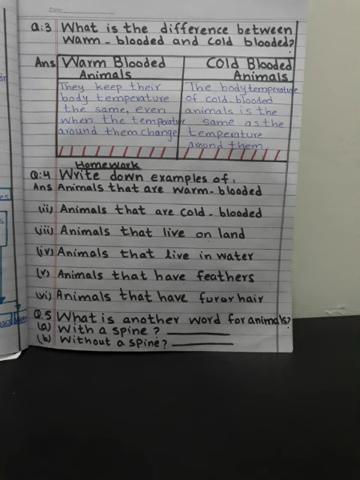 Q:3 What is the difference between
warm-blooded and cold blooded?
Ans Warm Blooded Animals
They keep their
body temperature
the same, even
when the temperature
around them change
Cold Blooded Animals
The body temperature
of cold-blooded
animals is the
same as the
temperature
around them
Homework
Q:4 Write down examples of:
Ans Animals that are warm-blooded
(ii) Animals that are cold-blooded
(iii) Animals that live on land
(iv) Animals that live in water
(v) Animals that have feathers
(vi) Animals that have fur or hair
Q.5 What is another word for animals?
(a) With a spine?
(b) Without a spine?